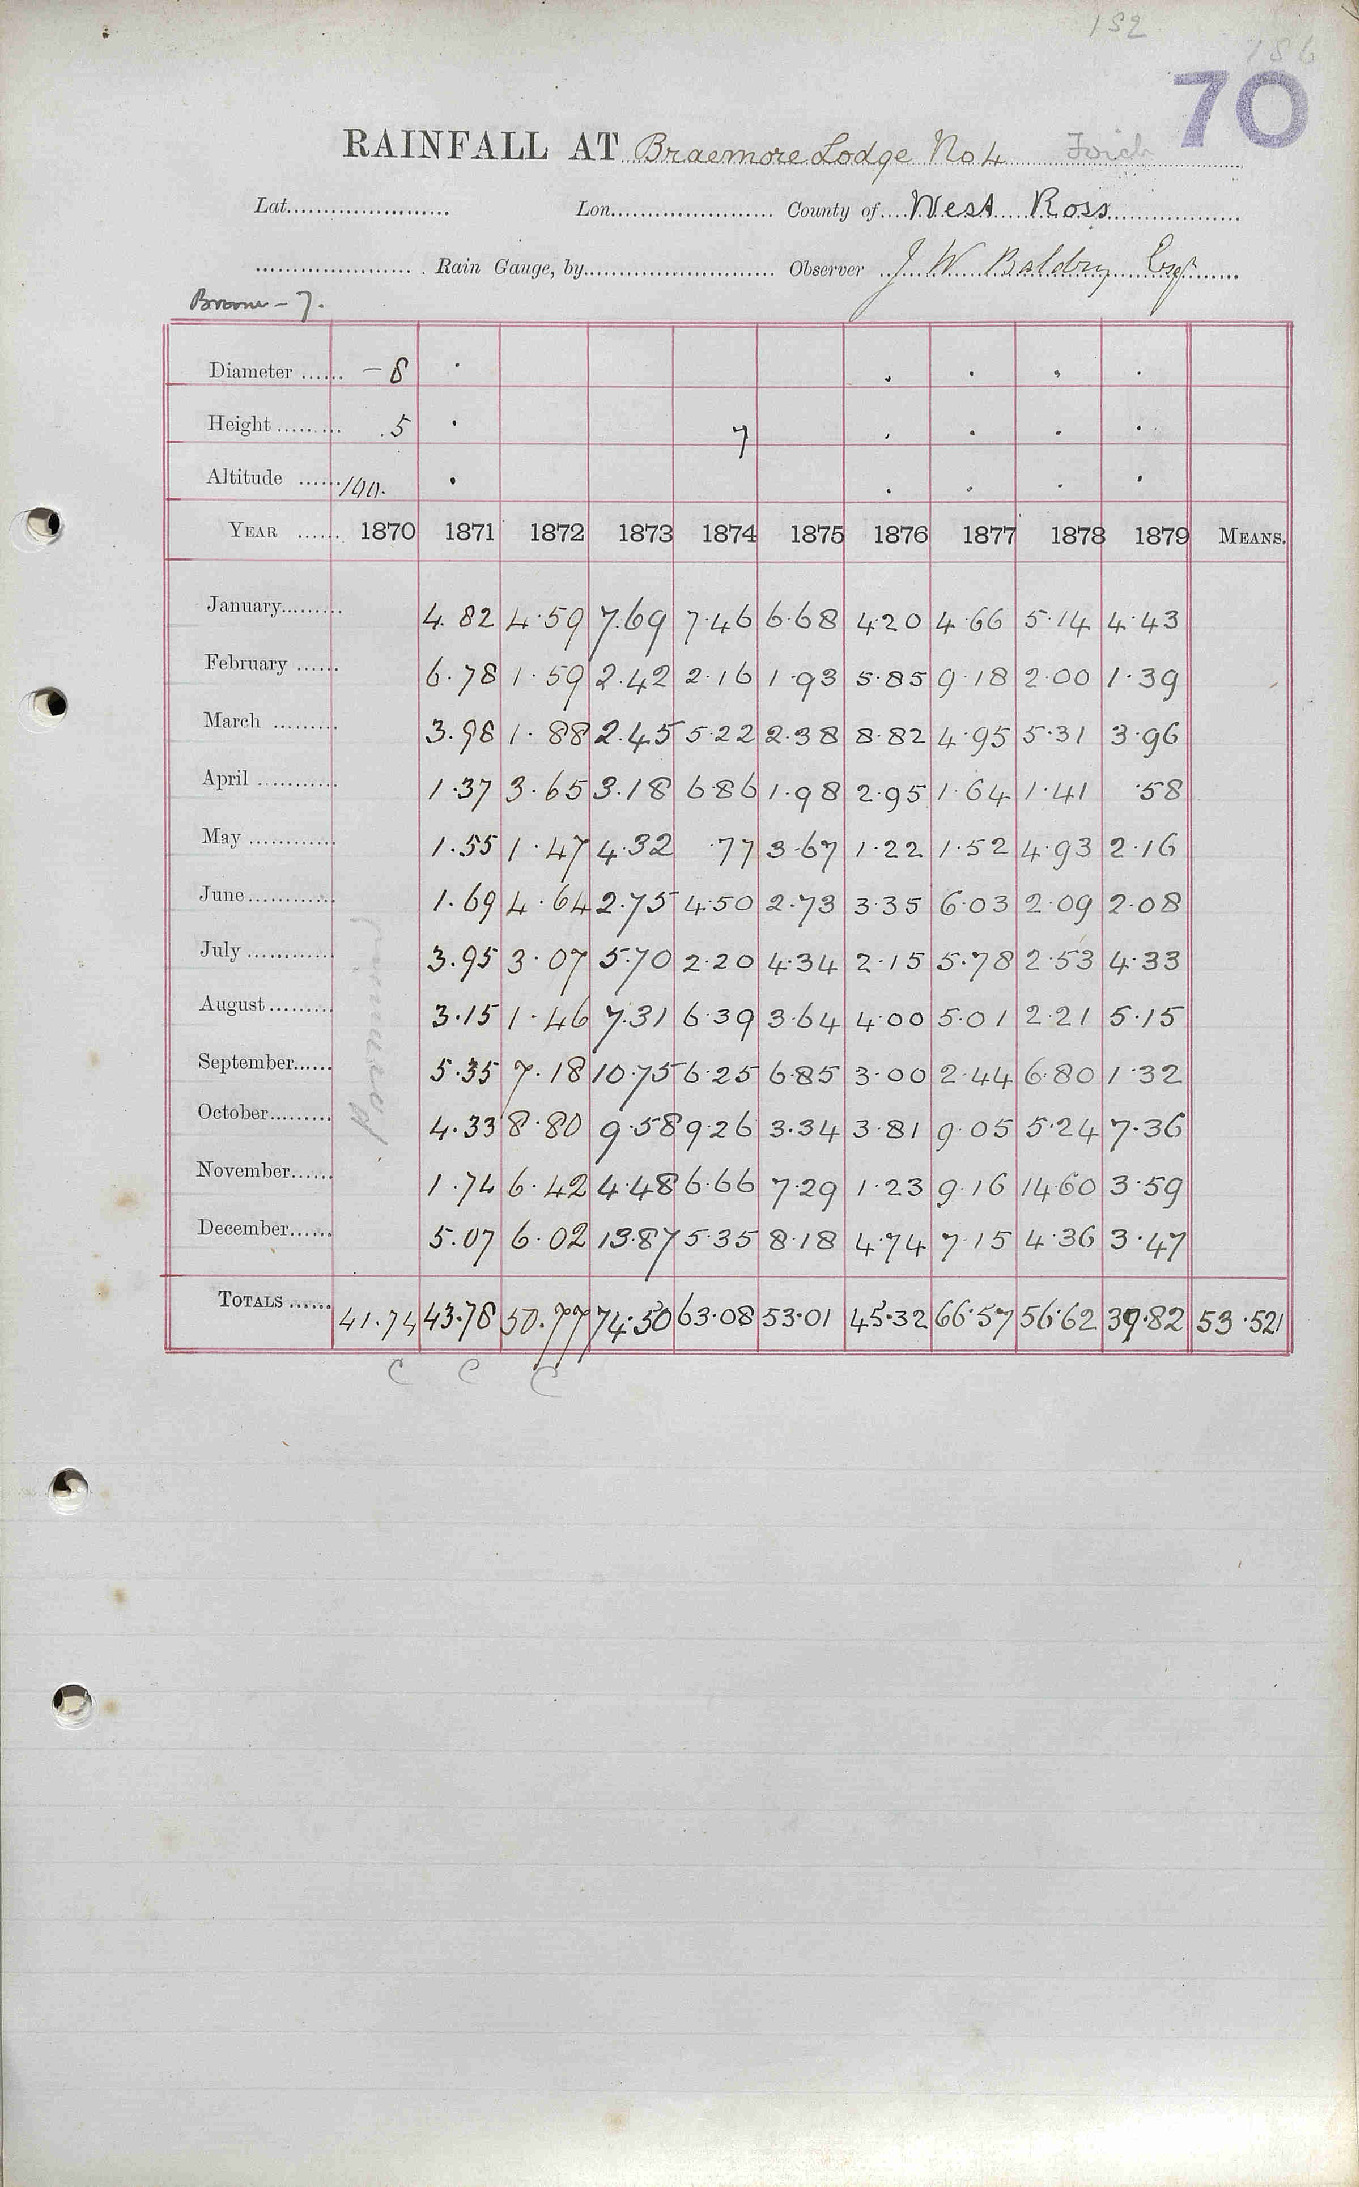 182
186
70
RAINFALL AT Braemore Lodge No 4
Lat. Lon. County of West Ross
Rain Gauge, by Observer J W Baldry Esqr
Broom - 7.
Diameter -8
Height .5 7
Altitude 100.
YEAR 1870 1871 1872 1873 1874 1875 1876 1877 1878 1879 MEANS.
January 4.82 4.59 7.69 7.46 6.68 4.20 4.66 5.14 4.43
February 6.78 1.59 2.42 2.16 1.93 5.85 9.18 2.00 1.39
March 3.98 1.88 2.45 5.22 2.38 8.82 4.95 5.31 3.96
April 1.37 3.65 3.18 6.86 1.98 2.95 1.64 1.41 .58
May 1.55 1.47 4.32 .77 3.67 1.22 1.52 4.93 2.16
June 1.69 4.64 2.75 4.50 2.73 3.35 6.03 2.09 2.08
July 3.95 3.07 5.70 2.20 4.34 2.15 5.78 2.53 4.33
August 3.15 1.46 7.31 6.39 3.64 4.00 5.01 2.21 5.15
September 5.35 7.18 10.75 6.25 6.85 3.00 2.44 6.80 1.32
October 4.33 8.80 9.58 9.26 3.34 3.81 9.05 5.24 7.36
November 1.74 6.42 4.48 6.66 7.29 1.23 9.16 14.60 3.59
December 5.07 6.02 13.87 5.35 8.18 4.74 7.15 4.36 3.47
TOTALS 41.74 43.78 50.77 74.50 63.08 53.01 45.32 66.57 56.62 39.82 53.521
C C C